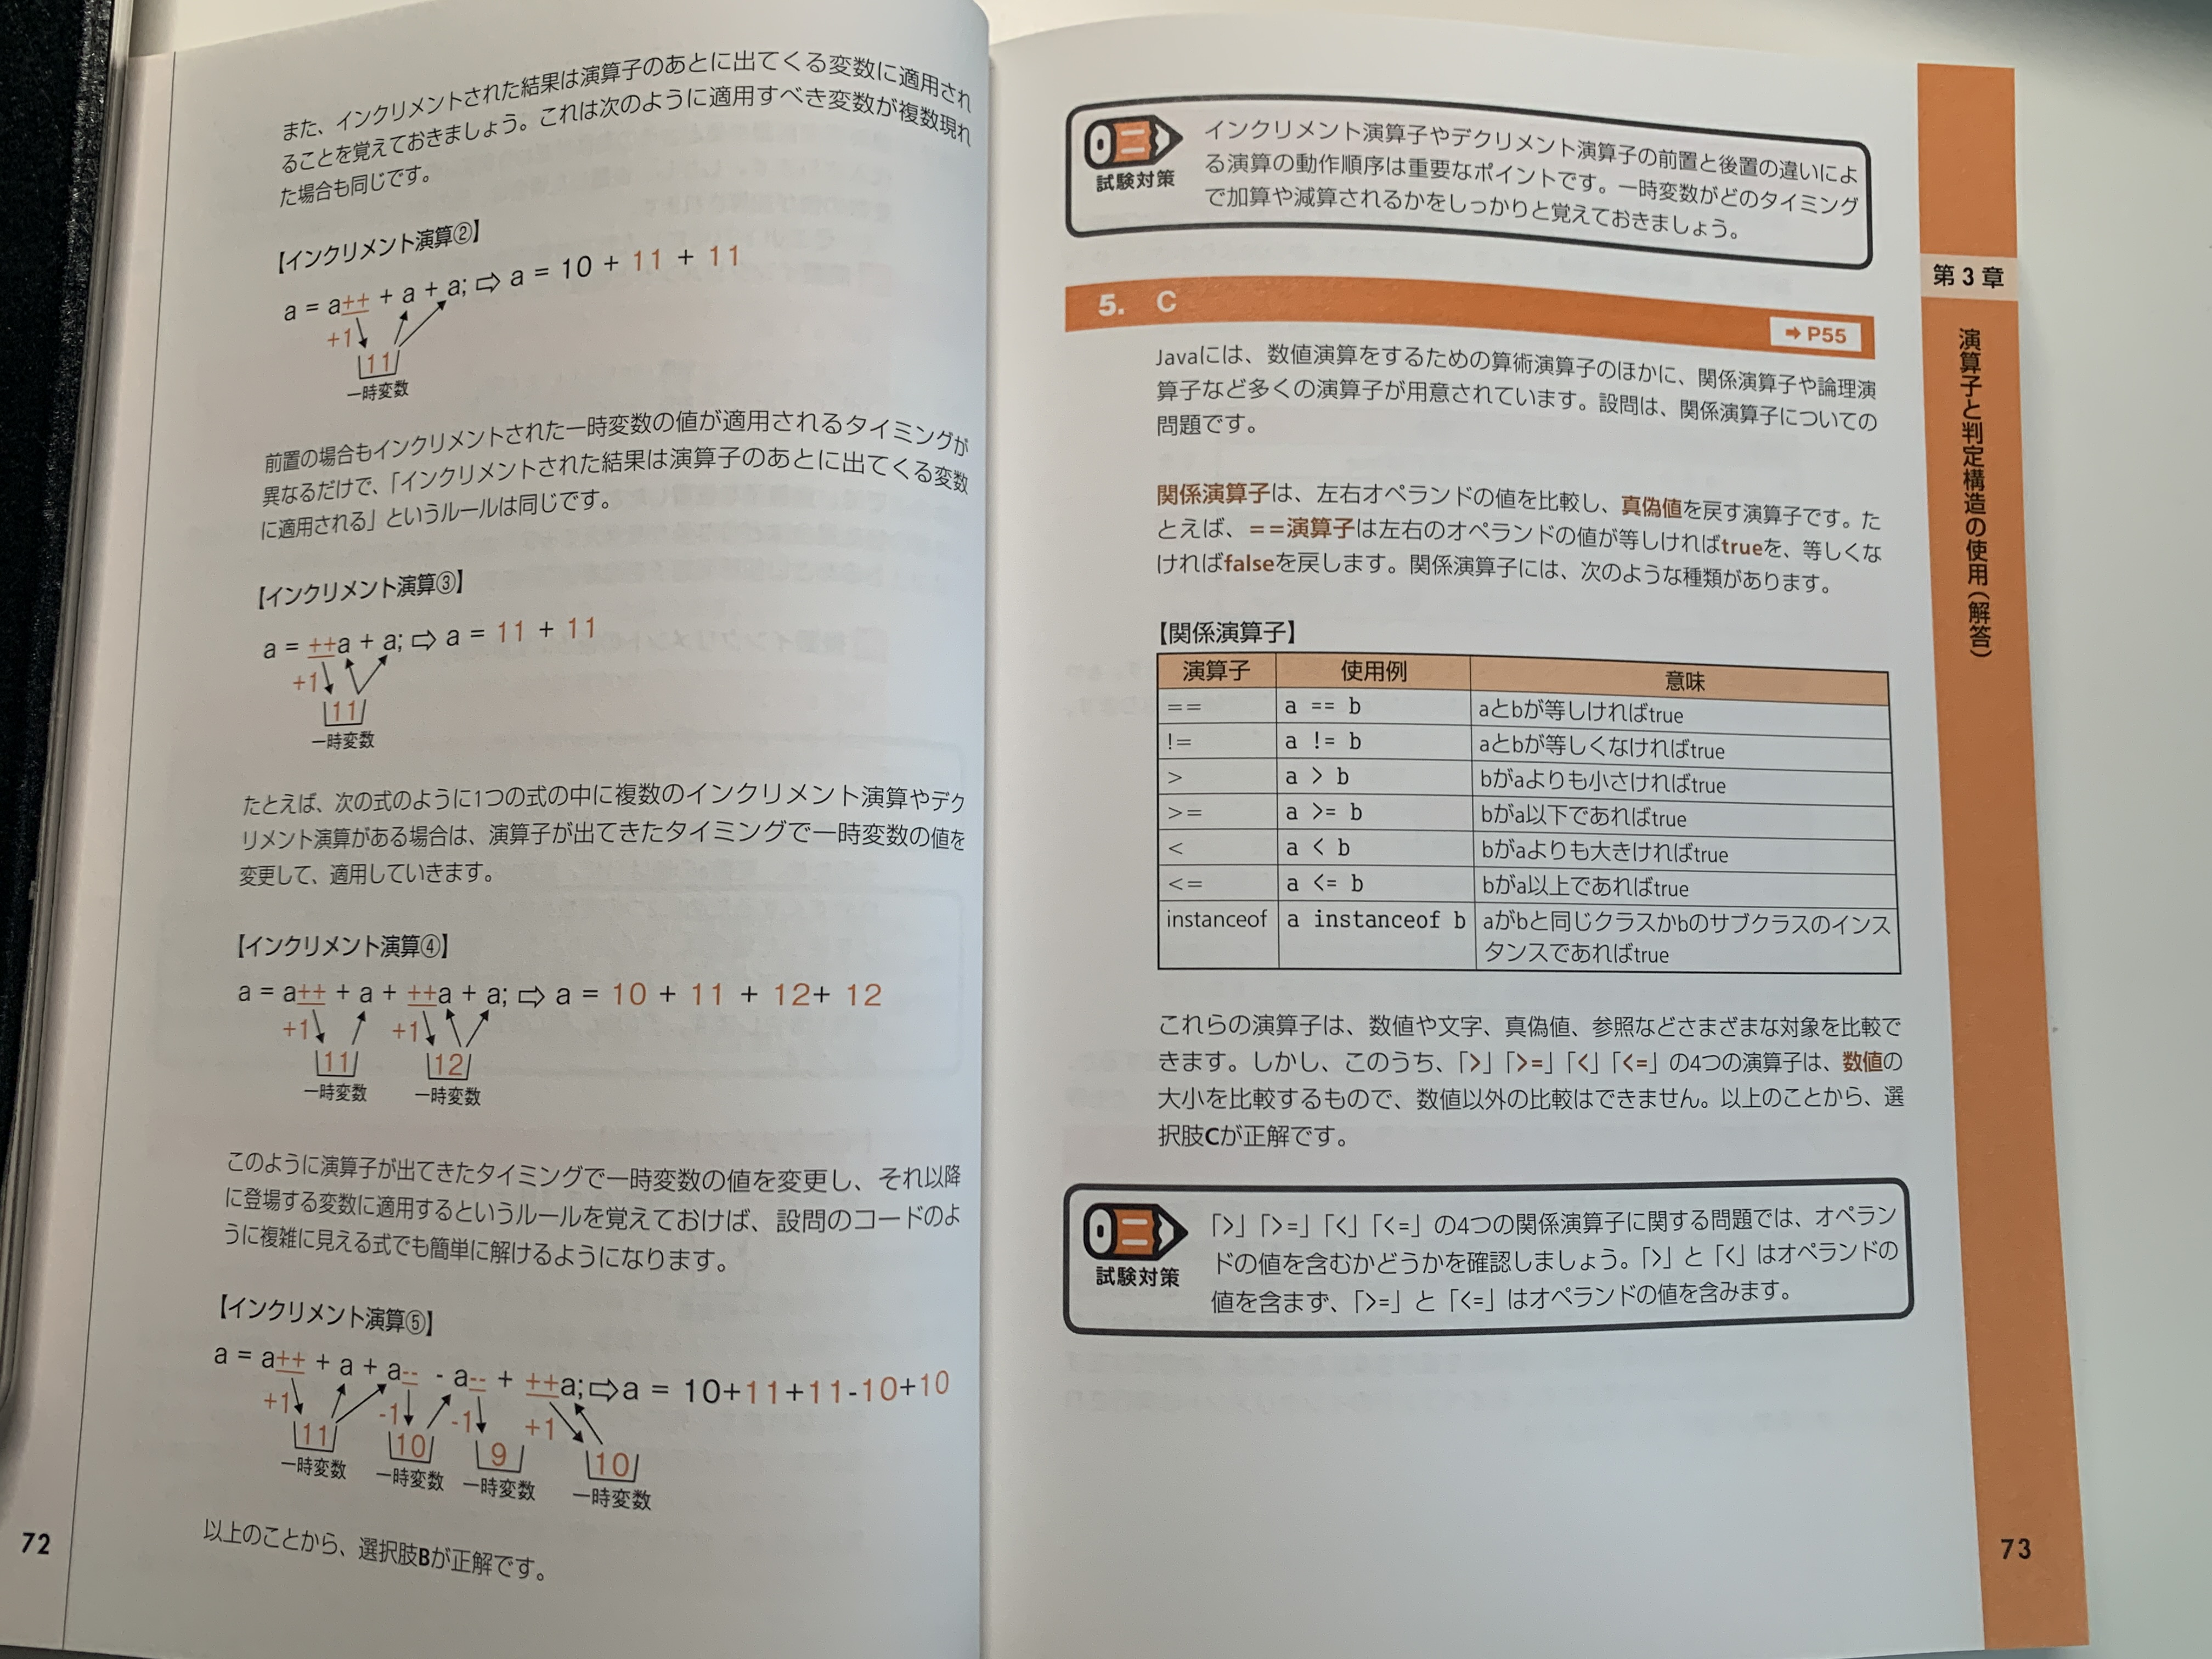 また、インクリメントされた結果は演算子のあとに出てくる変数に適用され
ることを覚えておきましょう。これは次のように適用すべき変数が複数現れ
た場合も同じです。
【インクリメント演算②】
a = a++ + a + a; ⇨ a = 10 + 11 + 11
+1
11
一時変数
前置の場合もインクリメントされた一時変数の値が適用されるタイミングが
異なるだけで、「インクリメントされた結果は演算子のあとに出てくる変数
に適用される」というルールは同じです。
【インクリメント演算③】
a = ++a + a; ⇨ a = 11 + 11
+1
11
一時変数
たとえば、次の式のように1つの式の中に複数のインクリメント演算やデク
リメント演算がある場合は、演算子が出てきたタイミングで一時変数の値を
変更して、適用していきます。
【インクリメント演算④】
a = a++ + a + ++a + a; ⇨ a = 10 + 11 + 12+ 12
+1 +1
11 12
一時変数 一時変数
このように演算子が出てきたタイミングで一時変数の値を変更し、それ以降
に登場する変数に適用するというルールを覚えておけば、設問のコードのよ
うに複雑に見える式でも簡単に解けるようになります。
【インクリメント演算⑤】
a = a++ + a + a-- - a-- + ++a;⇨a = 10+11+11-10+10
+1 -1 -1 +1
11 10 9 10
一時変数 一時変数 一時変数 一時変数
以上のことから、選択肢Bが正解です。
72
インクリメント演算子やデクリメント演算子の前置と後置の違いによ
る演算の動作順序は重要なポイントです。一時変数がどのタイミング
で加算や減算されるかをしっかりと覚えておきましょう。
試験対策
5. C
➡ P55
Javaには、数値演算をするための算術演算子のほかに、関係演算子や論理演
算子など多くの演算子が用意されています。設問は、関係演算子についての
問題です。
関係演算子は、左右オペランドの値を比較し、真偽値を戻す演算子です。た
とえば、==演算子は左右のオペランドの値が等しければtrueを、等しくな
ければfalseを戻します。関係演算子には、次のような種類があります。
【関係演算子】
演算子 使用例 意味
== a == b aとbが等しければtrue
!= a != b aとbが等しくなければtrue
> a > b bがaよりも小さければtrue
>= a >= b bがa以下であればtrue
< a < b bがaよりも大きければtrue
<= a <= b bがa以上であればtrue
instanceof a instanceof b aがbと同じクラスかbのサブクラスのインス
タンスであればtrue
これらの演算子は、数値や文字、真偽値、参照などさまざまな対象を比較で
きます。しかし、このうち、「>」「>=」「<」「<=」の4つの演算子は、数値の
大小を比較するもので、数値以外の比較はできません。以上のことから、選
択肢Cが正解です。
「>」「>=」「<」「<=」の4つの関係演算子に関する問題では、オペラン
ドの値を含むかどうかを確認しましょう。「>」と「<」はオペランドの
値を含まず、「>=」と「<=」はオペランドの値を含みます。
試験対策
第3章
演算子と判定構造の使用（解答）
73